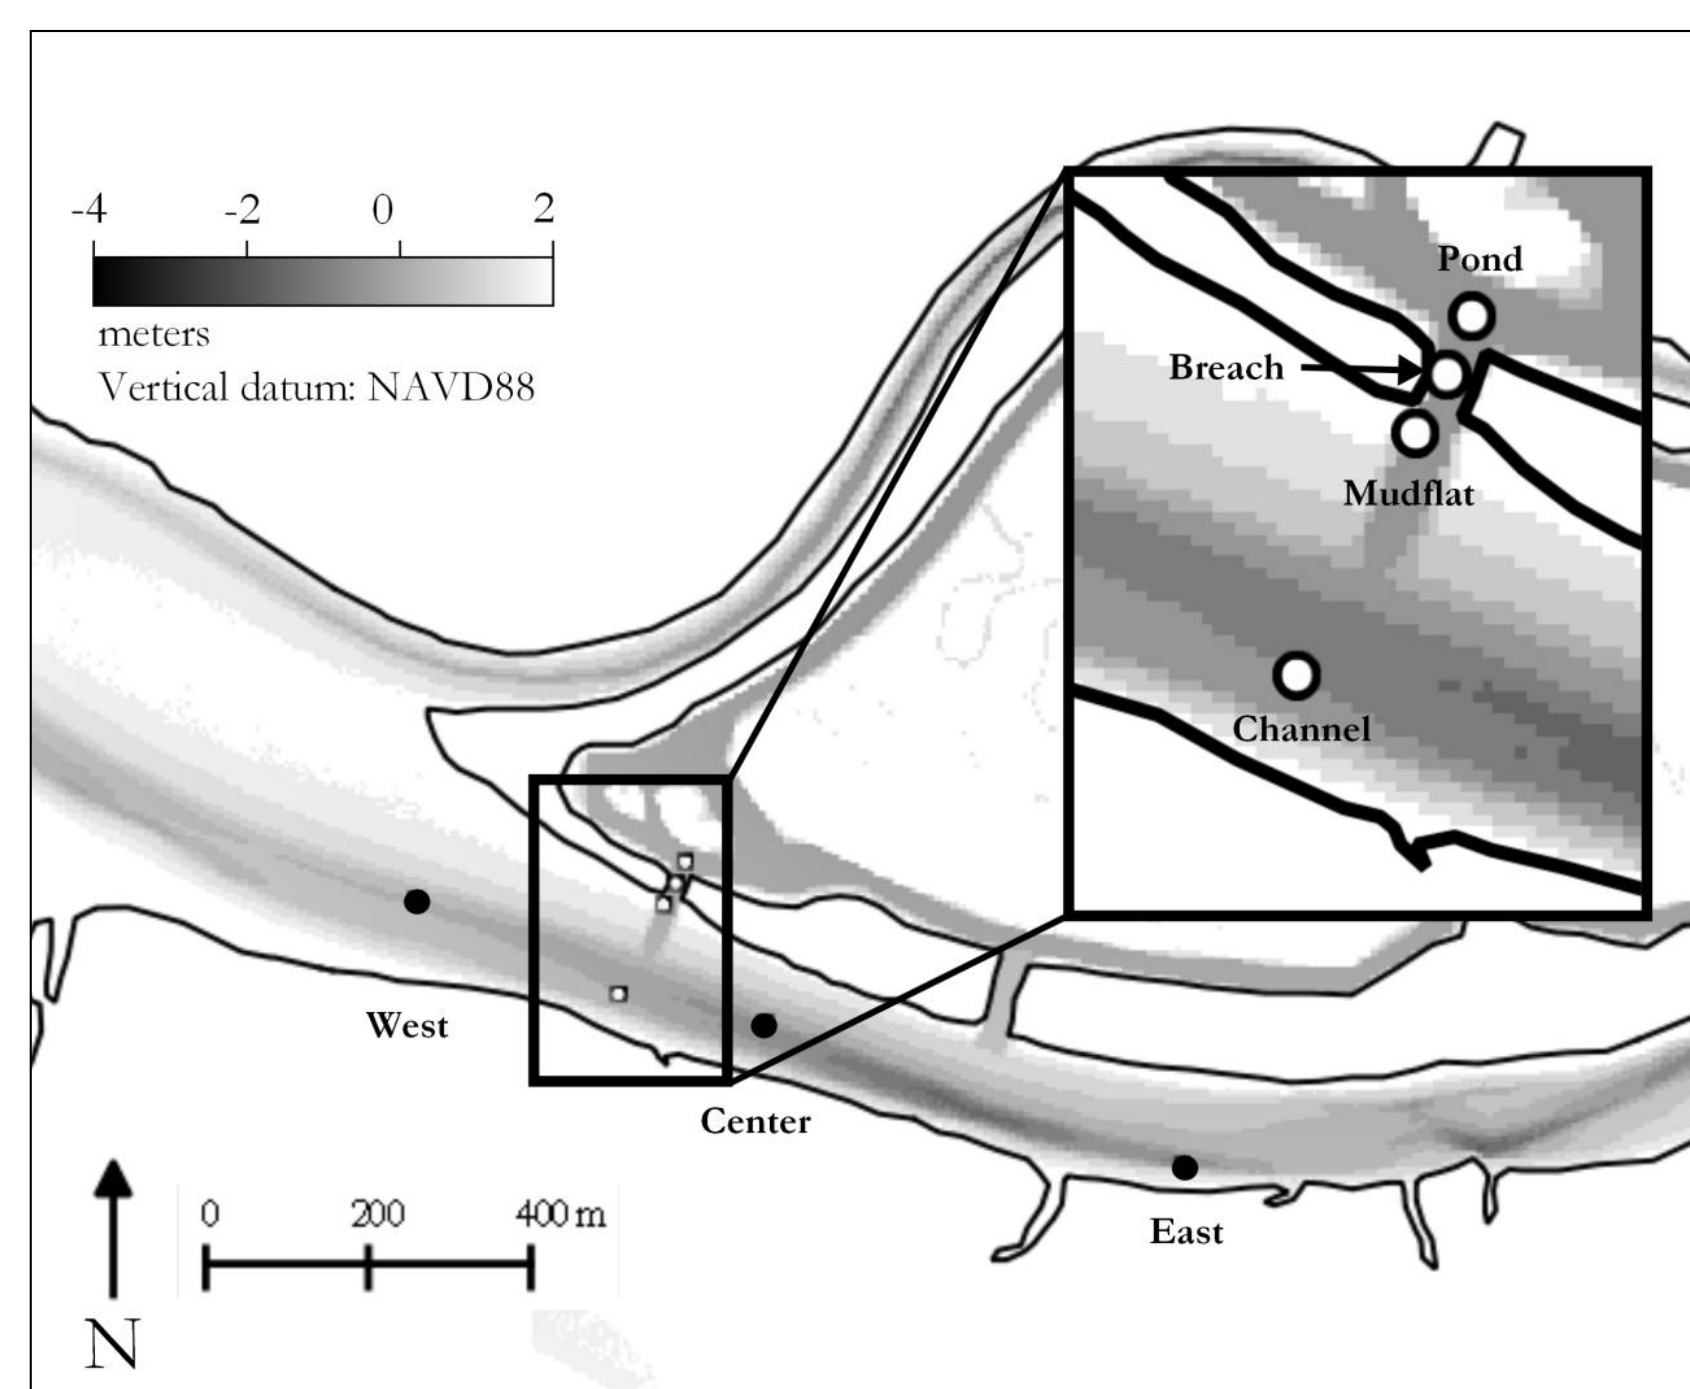 -4 -2 0 2
meters
Vertical datum: NAVD88
Pond
Breach
Mudflat
Channel
West
Center
East
0 200 400 m
N